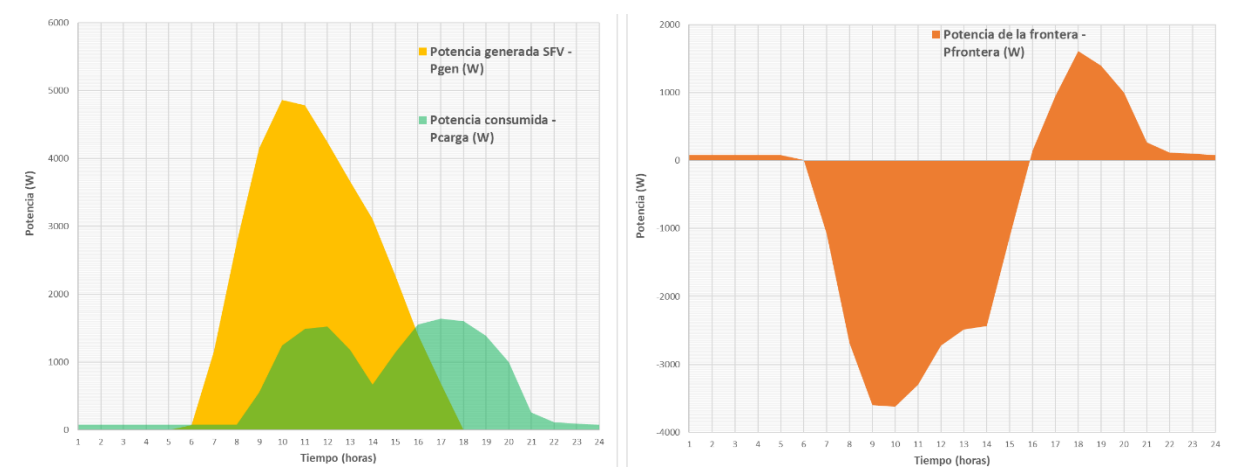 6000
5000
4000
3000
2000
1000
0
Potencia (W)
Potencia generada SFV -
Pgen (W)
Potencia consumida -
Pcarga (W)
1 2 3 4 5 6 7 8 9 10 11 12 13 14 15 16 17 18 19 20 21 22 23 24
Tiempo (horas)
2000
1000
0
-1000
-2000
-3000
-4000
Potencia (W)
Potencia de la frontera -
Pfrontera (W)
1 2 3 4 5 6 7 8 9 10 11 12 13 14 15 16 17 18 19 20 21 22 23 24
Tiempo (horas)